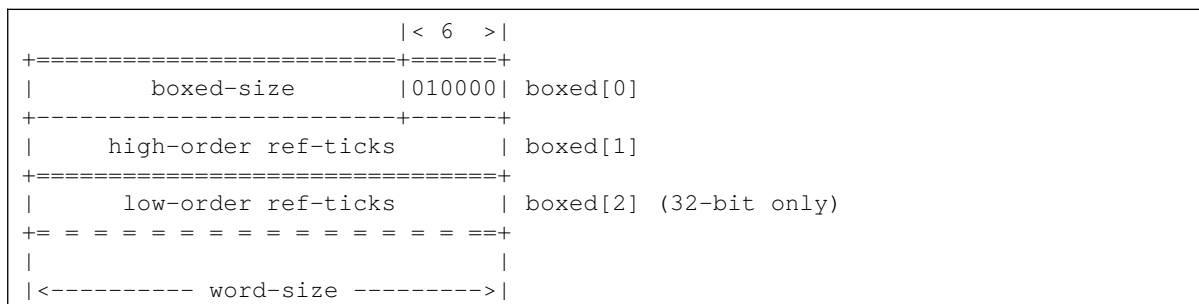 |< 6  >|
+=========================+======+
|        boxed-size       |010000| boxed[0]
+-------------------------+------+
|     high-order ref-ticks       | boxed[1]
+================================+
|      low-order ref-ticks       | boxed[2] (32-bit only)
+= = = = = = = = = = = = = = = ==+
|                                |
|<---------- word-size --------->|